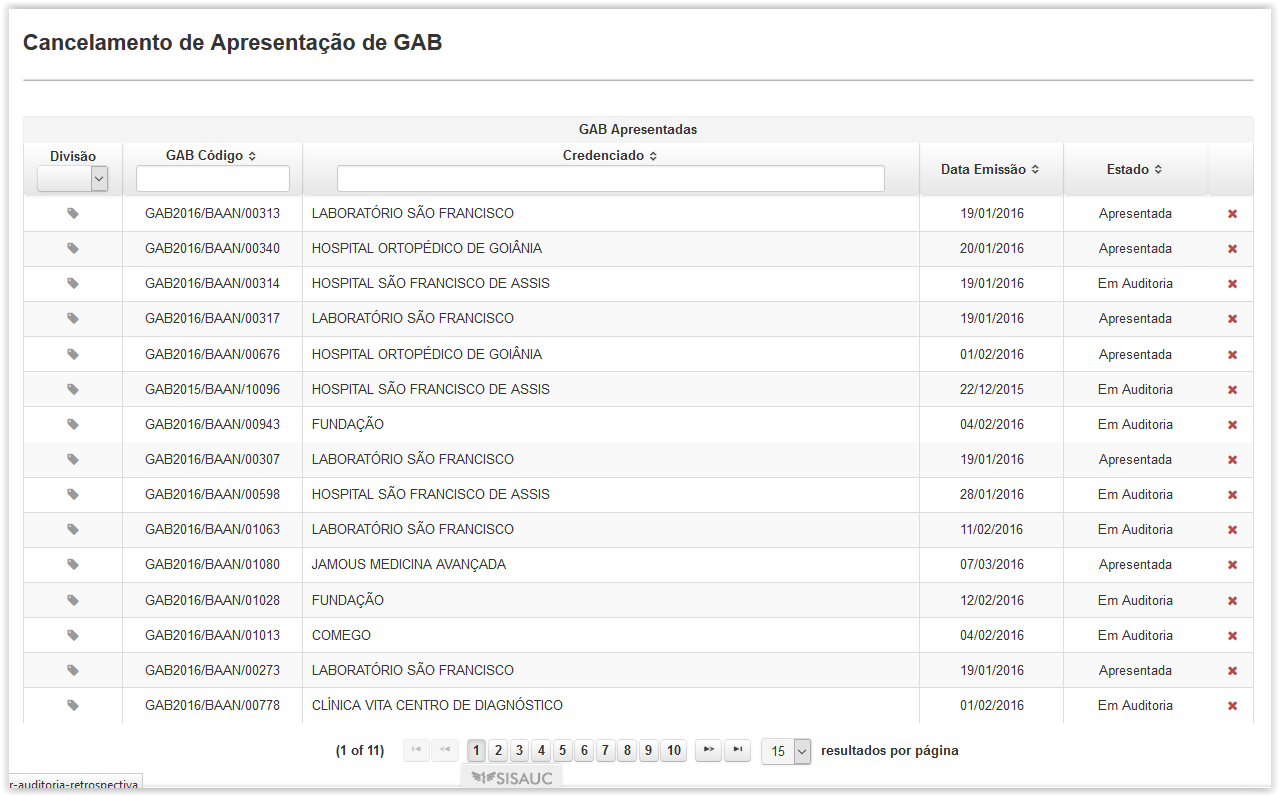 Cancelamento de Apresentação de GAB
GAB Apresentadas
Divisão GAB Código Credenciado Data Emissão Estado
GAB2016/BAAN/00313 LABORATÓRIO SÃO FRANCISCO 19/01/2016 Apresentada
GAB2016/BAAN/00340 HOSPITAL ORTOPÉDICO DE GOIÂNIA 20/01/2016 Apresentada
GAB2016/BAAN/00314 HOSPITAL SÃO FRANCISCO DE ASSIS 19/01/2016 Em Auditoria
GAB2016/BAAN/00317 LABORATÓRIO SÃO FRANCISCO 19/01/2016 Apresentada
GAB2016/BAAN/00676 HOSPITAL ORTOPÉDICO DE GOIÂNIA 01/02/2016 Apresentada
GAB2015/BAAN/10096 HOSPITAL SÃO FRANCISCO DE ASSIS 22/12/2015 Em Auditoria
GAB2016/BAAN/00943 FUNDAÇÃO 04/02/2016 Em Auditoria
GAB2016/BAAN/00307 LABORATÓRIO SÃO FRANCISCO 19/01/2016 Apresentada
GAB2016/BAAN/00598 HOSPITAL SÃO FRANCISCO DE ASSIS 28/01/2016 Em Auditoria
GAB2016/BAAN/01063 LABORATÓRIO SÃO FRANCISCO 11/02/2016 Em Auditoria
GAB2016/BAAN/01080 JAMOUS MEDICINA AVANÇADA 07/03/2016 Apresentada
GAB2016/BAAN/01028 FUNDAÇÃO 12/02/2016 Em Auditoria
GAB2016/BAAN/01013 COMEGO 04/02/2016 Em Auditoria
GAB2016/BAAN/00273 LABORATÓRIO SÃO FRANCISCO 19/01/2016 Apresentada
GAB2016/BAAN/00778 CLÍNICA VITA CENTRO DE DIAGNÓSTICO 01/02/2016 Em Auditoria
(1 of 11) 1 2 3 4 5 6 7 8 9 10 15 resultados por página
SISAUC
r-auditoria-retrospectiva